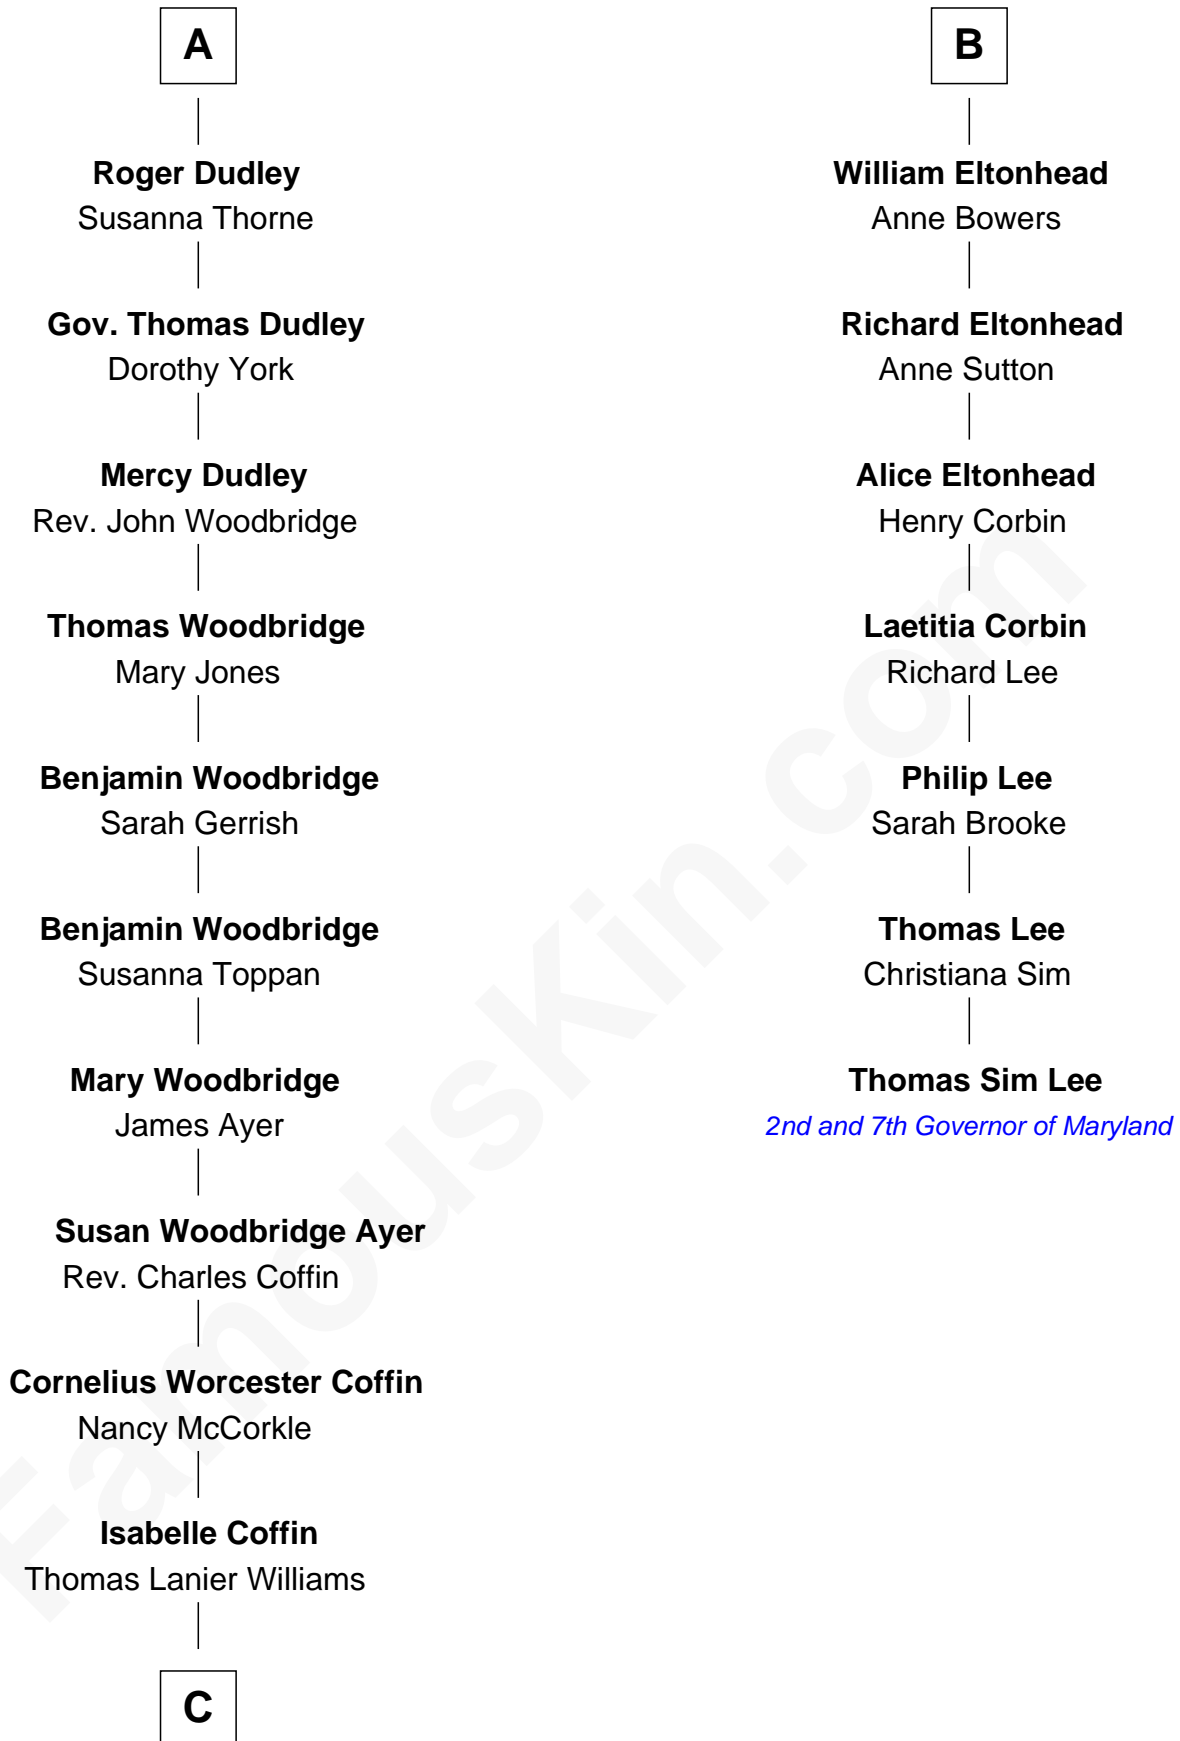 A
Roger Dudley
Susanna Thorne
Gov. Thomas Dudley
Dorothy York
Mercy Dudley
Rev. John Woodbridge
Thomas Woodbridge
Mary Jones
Benjamin Woodbridge
Sarah Gerrish
Benjamin Woodbridge
Susanna Toppan
Mary Woodbridge
James Ayer
Susan Woodbridge Ayer
Rev. Charles Coffin
Cornelius Worcester Coffin
Nancy McCorkle
Isabelle Coffin
Thomas Lanier Williams
C
B
William Eltonhead
Anne Bowers
Richard Eltonhead
Anne Sutton
Alice Eltonhead
Henry Corbin
Laetitia Corbin
Richard Lee
Philip Lee
Sarah Brooke
Thomas Lee
Christiana Sim
Thomas Sim Lee
2nd and 7th Governor of Maryland
FamousKin.com